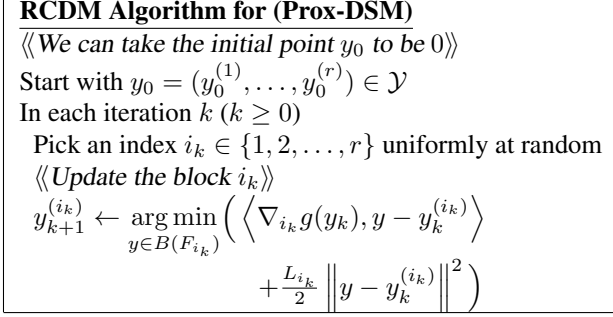 RCDM Algorithm for (Prox-DSM)
⟪We can take the initial point y_0 to be 0⟫
Start with y_0 = (y_0^{(1)}, . . . , y_0^{(r)}) ∈ 𝒴
In each iteration k (k ≥ 0)
Pick an index i_k ∈ {1, 2, . . . , r} uniformly at random
⟪Update the block i_k⟫
y_{k+1}^{(i_k)} ← arg min_{y∈B(F_{i_k})} ( ⟨∇_{i_k} g(y_k), y − y_k^{(i_k)}⟩
+ \frac{L_{i_k}}{2} ‖y − y_k^{(i_k)}‖^2 )